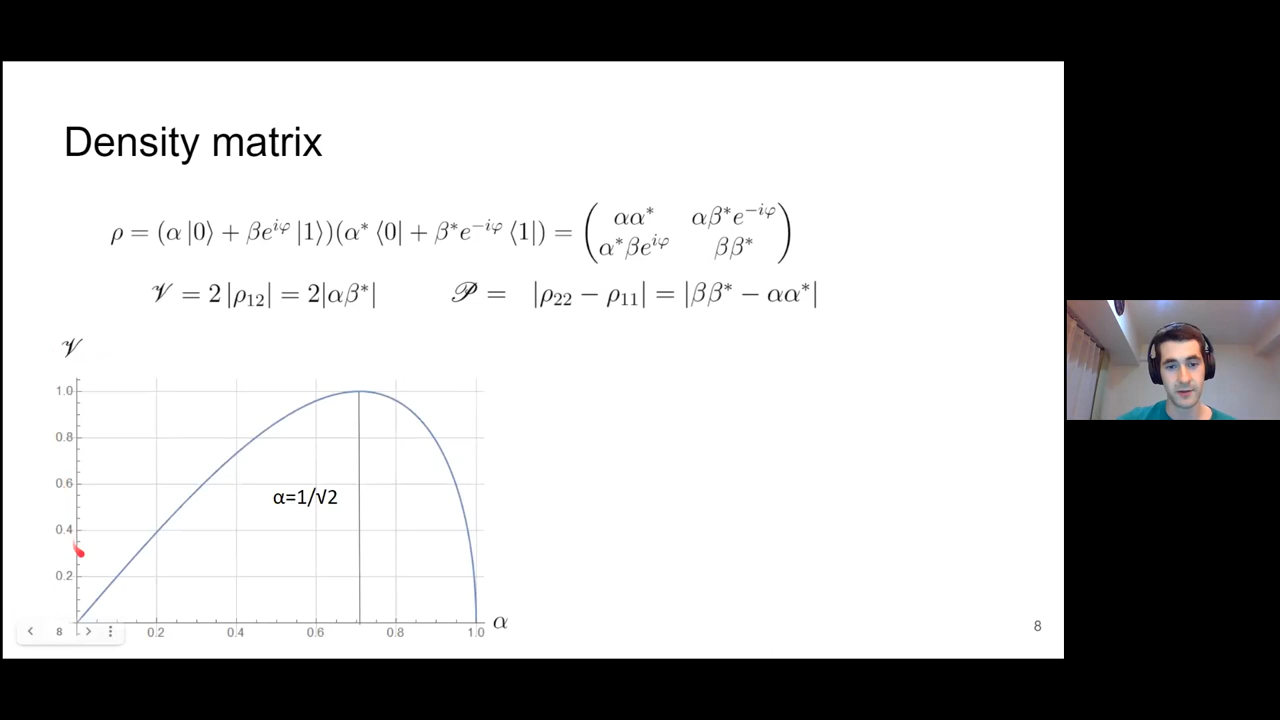 Density matrix
ρ = (α |0⟩ + βe^{iφ} |1⟩)(α* ⟨0| + β*e^{−iφ} ⟨1|) = ( αα* αβ*e^{−iφ}
α*βe^{iφ} ββ* )
𝒱 = 2 |ρ₁₂| = 2|αβ*| 𝒫 = |ρ₂₂ − ρ₁₁| = |ββ* − αα*|
𝒱
1.0
0.8
0.6
α=1/√2
0.4
0.2
0.2 0.4 0.6 0.8 1.0 α
8
8